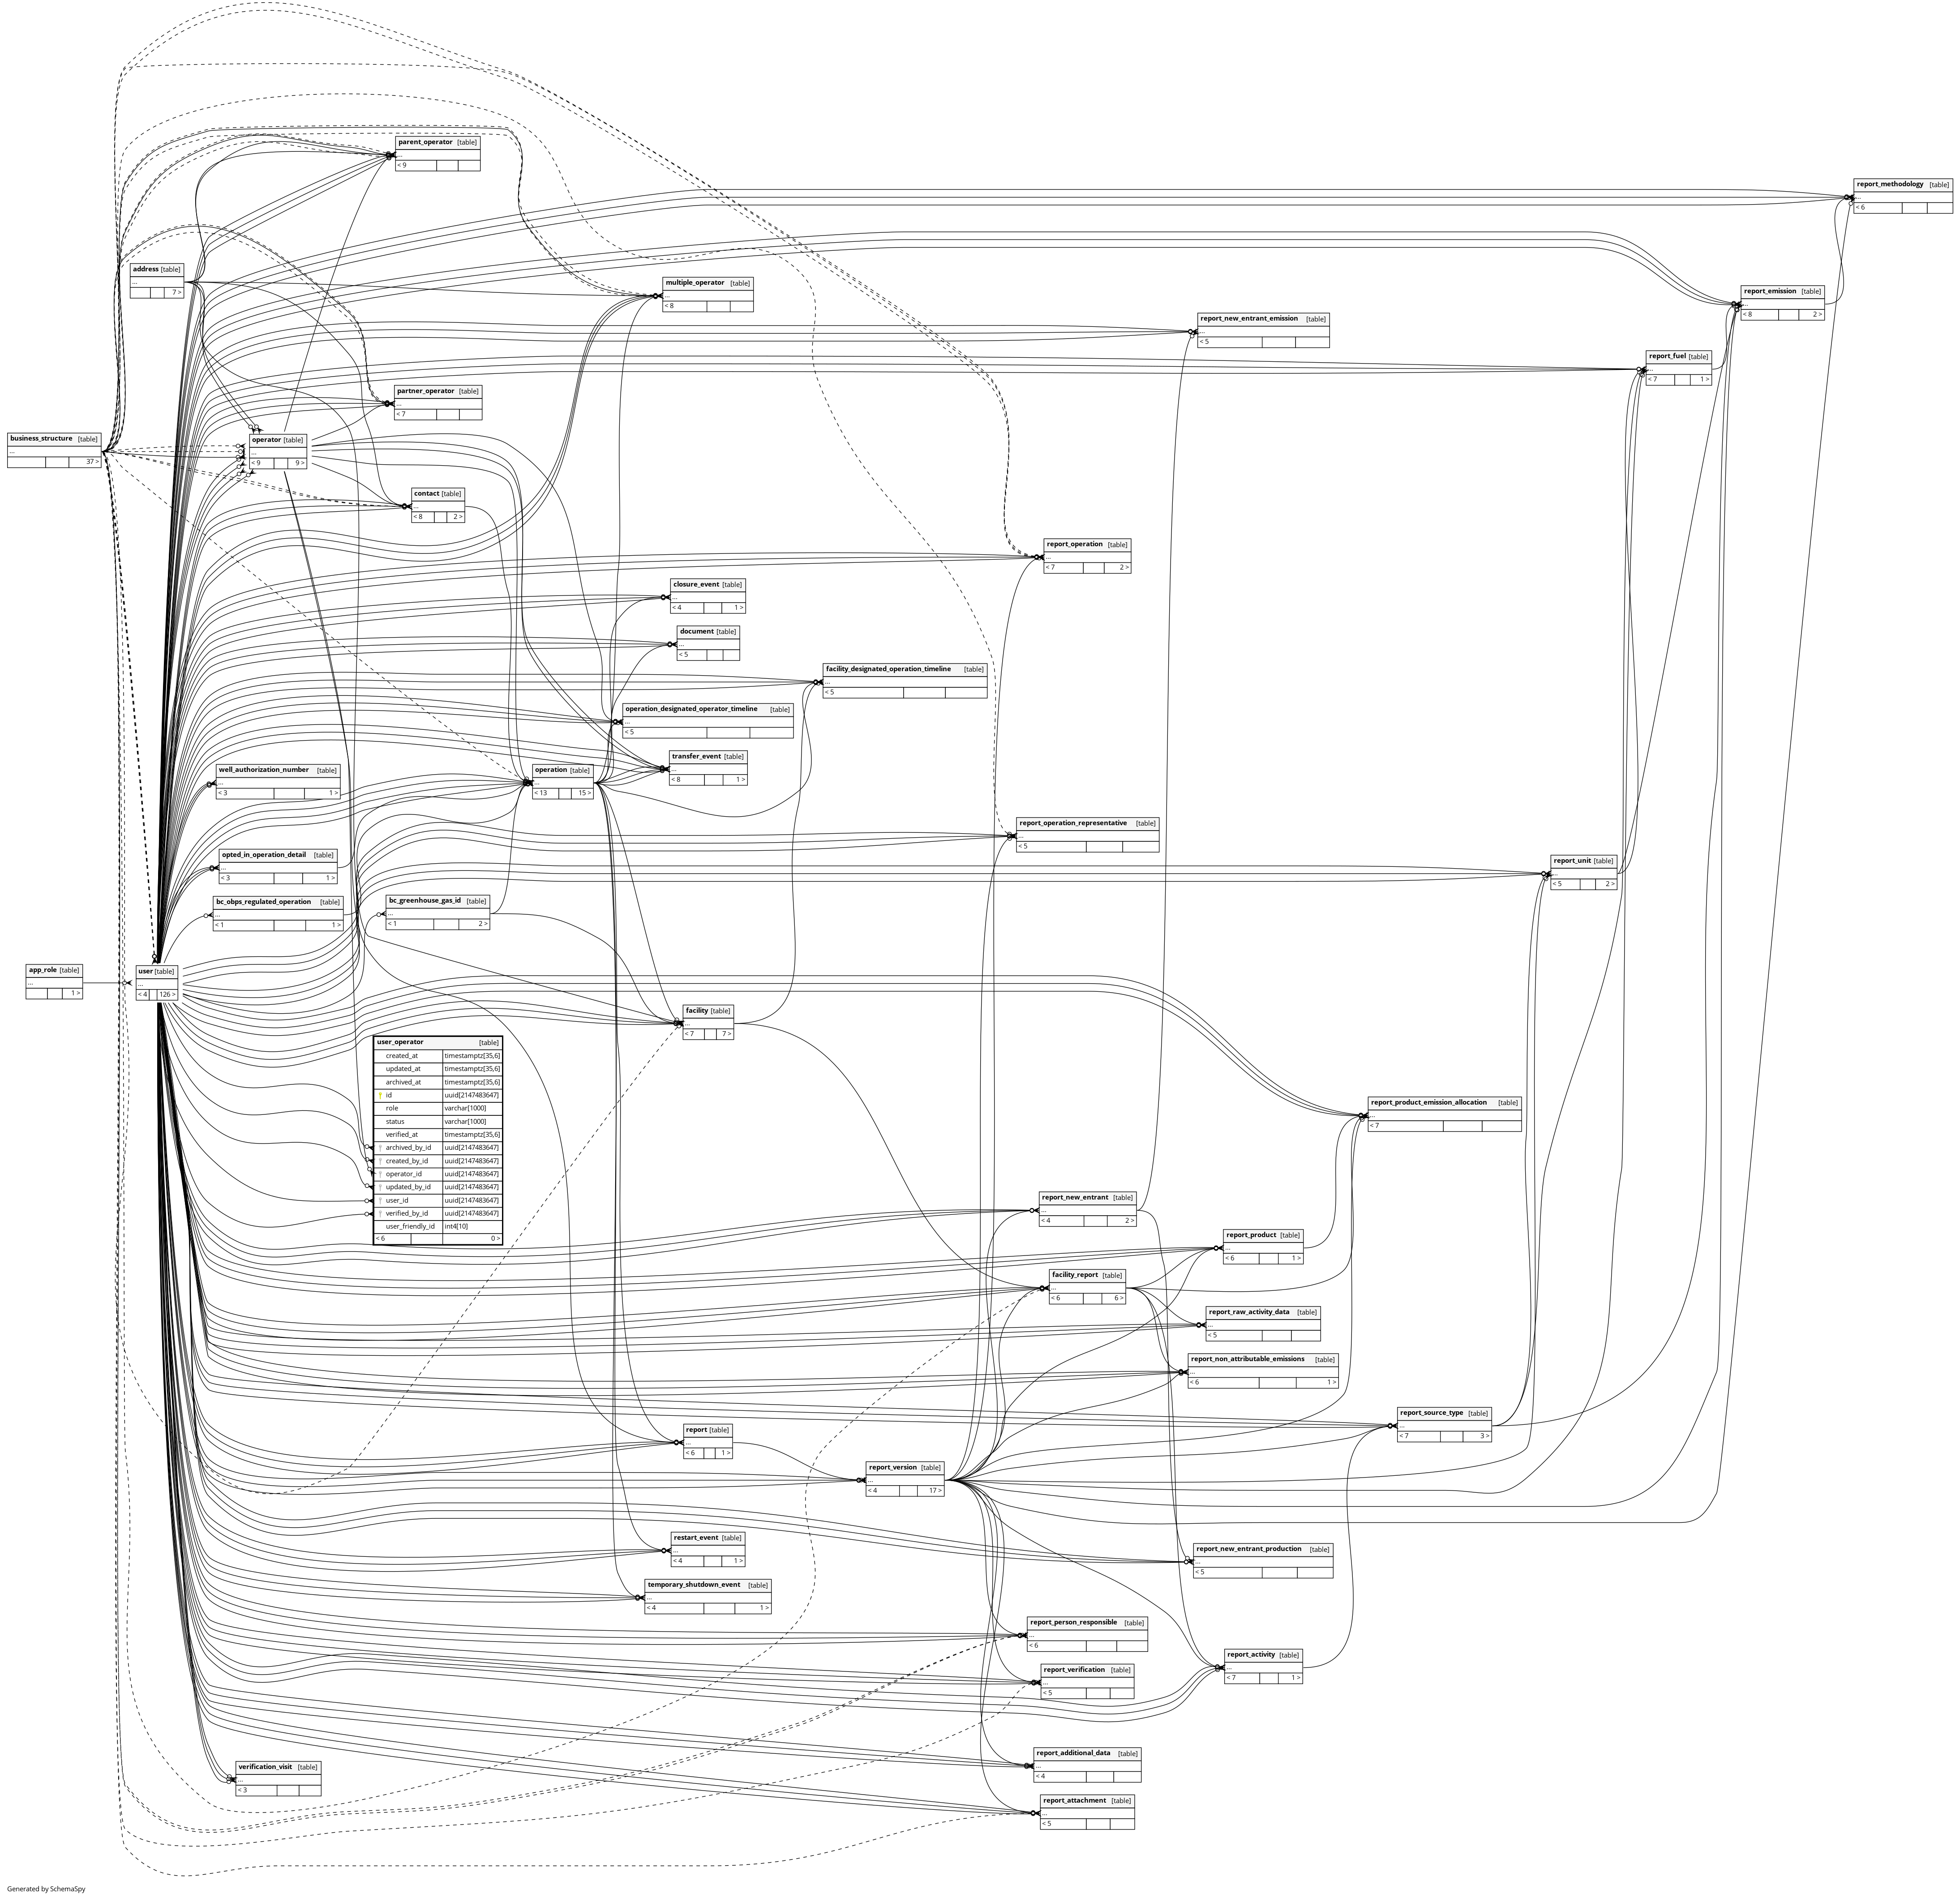 parent_operator [table]
...
< 9
report_methodology [table]
...
< 6
address [table]
...
7 >
multiple_operator [table]
...
< 8
report_emission [table]
...
< 8 2 >
report_new_entrant_emission [table]
...
< 5
report_fuel [table]
...
< 7 1 >
partner_operator [table]
...
< 7
business_structure [table]
...
37 >
operator [table]
...
< 9 9 >
contact [table]
...
< 8 2 >
report_operation [table]
...
< 7 2 >
closure_event [table]
...
< 4 1 >
document [table]
...
< 5
facility_designated_operation_timeline [table]
...
< 5
operation_designated_operator_timeline [table]
...
< 5
transfer_event [table]
...
< 8 1 >
well_authorization_number [table]
...
< 3 1 >
operation [table]
...
< 13 15 >
report_operation_representative [table]
...
< 5
opted_in_operation_detail [table]
...
< 3 1 >
report_unit [table]
...
< 5 2 >
bc_obps_regulated_operation [table]
...
< 1 1 >
bc_greenhouse_gas_id [table]
...
< 1 2 >
app_role [table]
...
1 >
user [table]
...
< 4 126 >
facility [table]
...
< 7 7 >
user_operator [table]
created_at timestamptz[35,6]
updated_at timestamptz[35,6]
archived_at timestamptz[35,6]
id uuid[2147483647]
role varchar[1000]
status varchar[1000]
verified_at timestamptz[35,6]
archived_by_id uuid[2147483647]
created_by_id uuid[2147483647]
operator_id uuid[2147483647]
updated_by_id uuid[2147483647]
user_id uuid[2147483647]
verified_by_id uuid[2147483647]
user_friendly_id int4[10]
< 6 0 >
report_product_emission_allocation [table]
...
< 7
report_new_entrant [table]
...
< 4 2 >
report_product [table]
...
< 6 1 >
facility_report [table]
...
< 6 6 >
report_raw_activity_data [table]
...
< 5
report_non_attributable_emissions [table]
...
< 6 1 >
report_source_type [table]
...
< 7 3 >
report [table]
...
< 6 1 >
report_version [table]
...
< 4 17 >
restart_event [table]
...
< 4 1 >
report_new_entrant_production [table]
...
< 5
temporary_shutdown_event [table]
...
< 4 1 >
report_person_responsible [table]
...
< 6
report_activity [table]
...
< 7 1 >
report_verification [table]
...
< 5
report_additional_data [table]
...
< 4
verification_visit [table]
...
< 3
report_attachment [table]
...
< 5
Generated by SchemaSpy